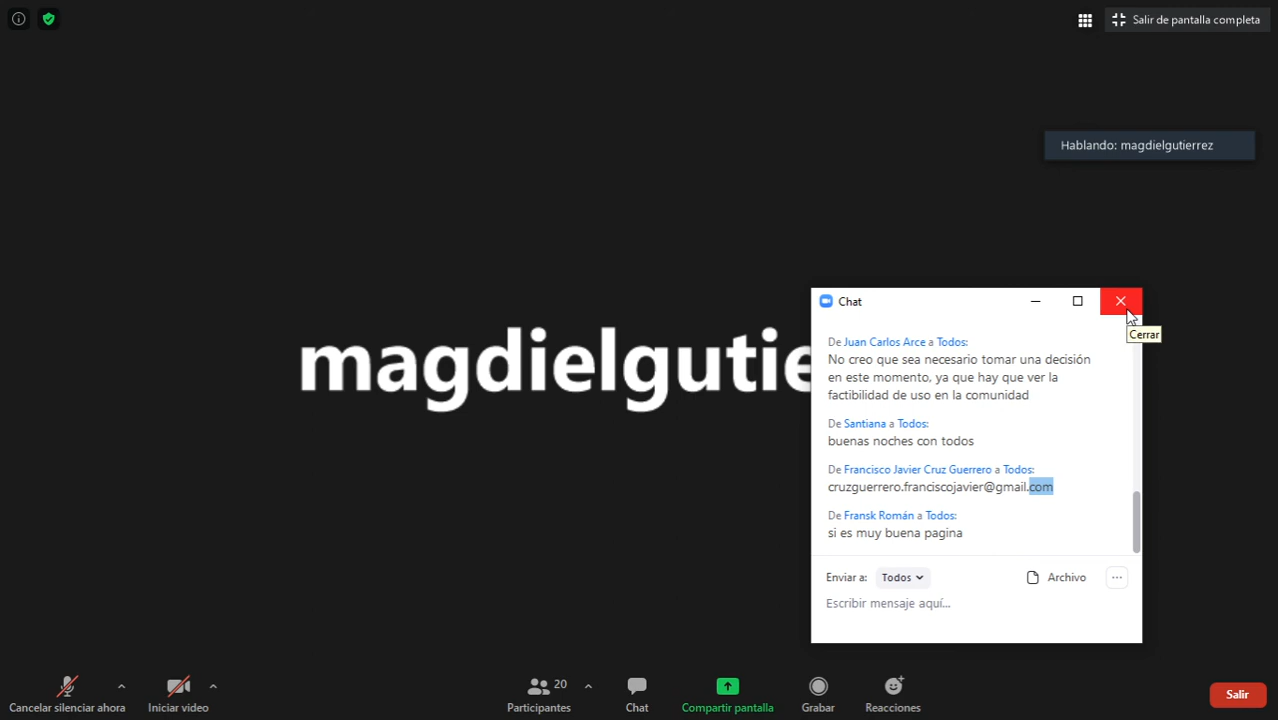 Salir de pantalla completa
Hablando: magdielgutierrez
magdielgutie
Chat
Cerrar
De Juan Carlos Arce a Todos:
No creo que sea necesario tomar una decisión
en este momento, ya que hay que ver la
factibilidad de uso en la comunidad
De Santiana a Todos:
buenas noches con todos
De Francisco Javier Cruz Guerrero a Todos:
cruzguerrero.franciscojavier@gmail.com
De Fransk Román a Todos:
si es muy buena pagina
Enviar a: Todos Archivo ...
Escribir mensaje aquí...
20
Cancelar silenciar ahora Iniciar video Participantes Chat Compartir pantalla Grabar Reacciones Salir